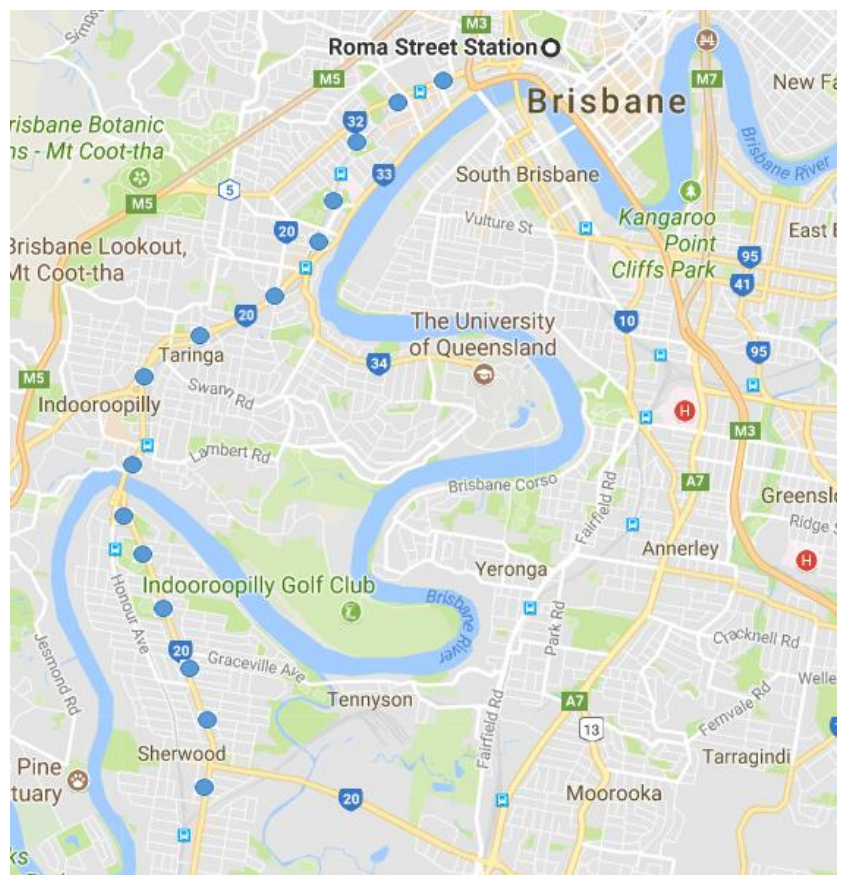 Simps
M3
Roma Street Station
M5
M7
New Fa
Brisbane
32
risbane Botanic
ns - Mt Coot-tha
33
5
M5
South Brisbane
Brisbane River
Vulture St
Kangaroo
Point
Cliffs Park
20
East B
Brisbane Lookout,
Mt Coot-tha
95
41
20
10
The University
of Queensland
Taringa
34
95
M5
Swann Rd
Indooroopilly
H
M3
Lambert Rd
Brisbane Corso
A7
Fairfield Rd
Greenslo
Ridge S
Annerley
H
Yeronga
Indooroopilly Golf Club
Honour Ave
Brisbane
River
Park Rd
Jesmond Rd
20
Graceville Ave
Cracknell Rd
Welle
Tennyson
A7
Fernvale Rd
Fairfield Rd
13
Sherwood
Tarragindi
Pine
tuary
20
Moorooka
ks